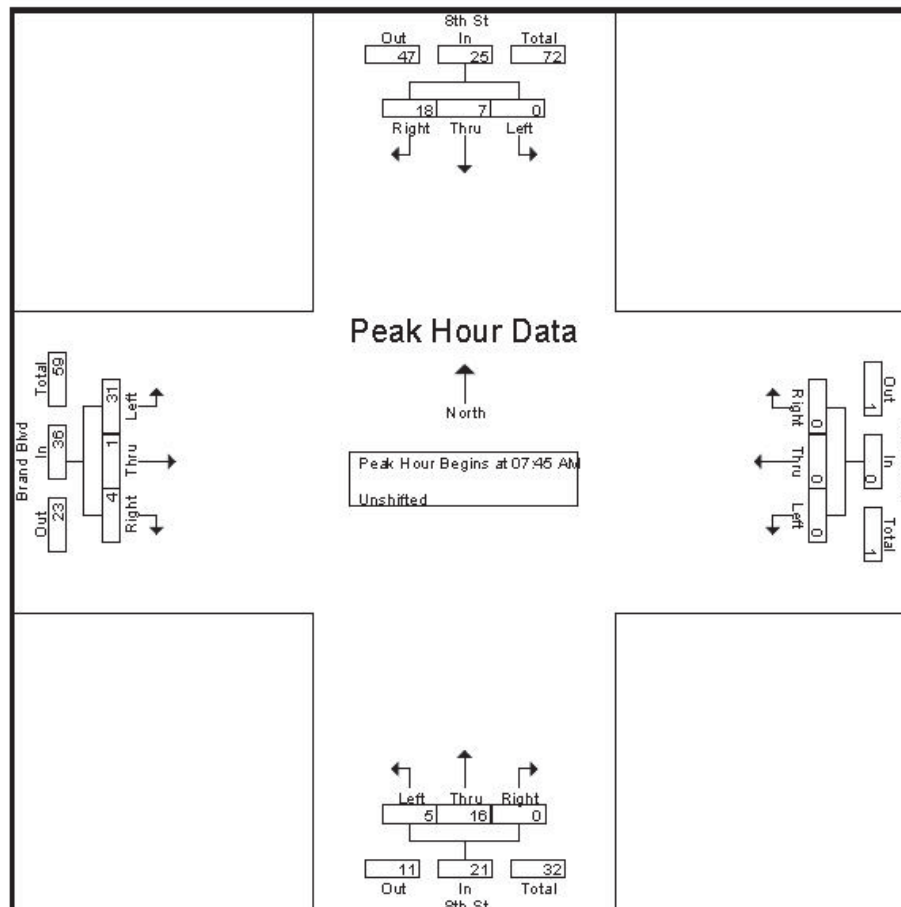 8th St
Out In Total
47 25 72
18 7 0
Right Thru Left
Peak Hour Data
North
Peak Hour Begins at 07:45 AM
Unshifted
Brand Blvd
Total In Out
59 36 23
31 1 4
Left Thru Right
Right Thru Left
0 0 0
Out In Total
1 0 1
Left Thru Right
5 16 0
11 21 32
Out In Total
8th St